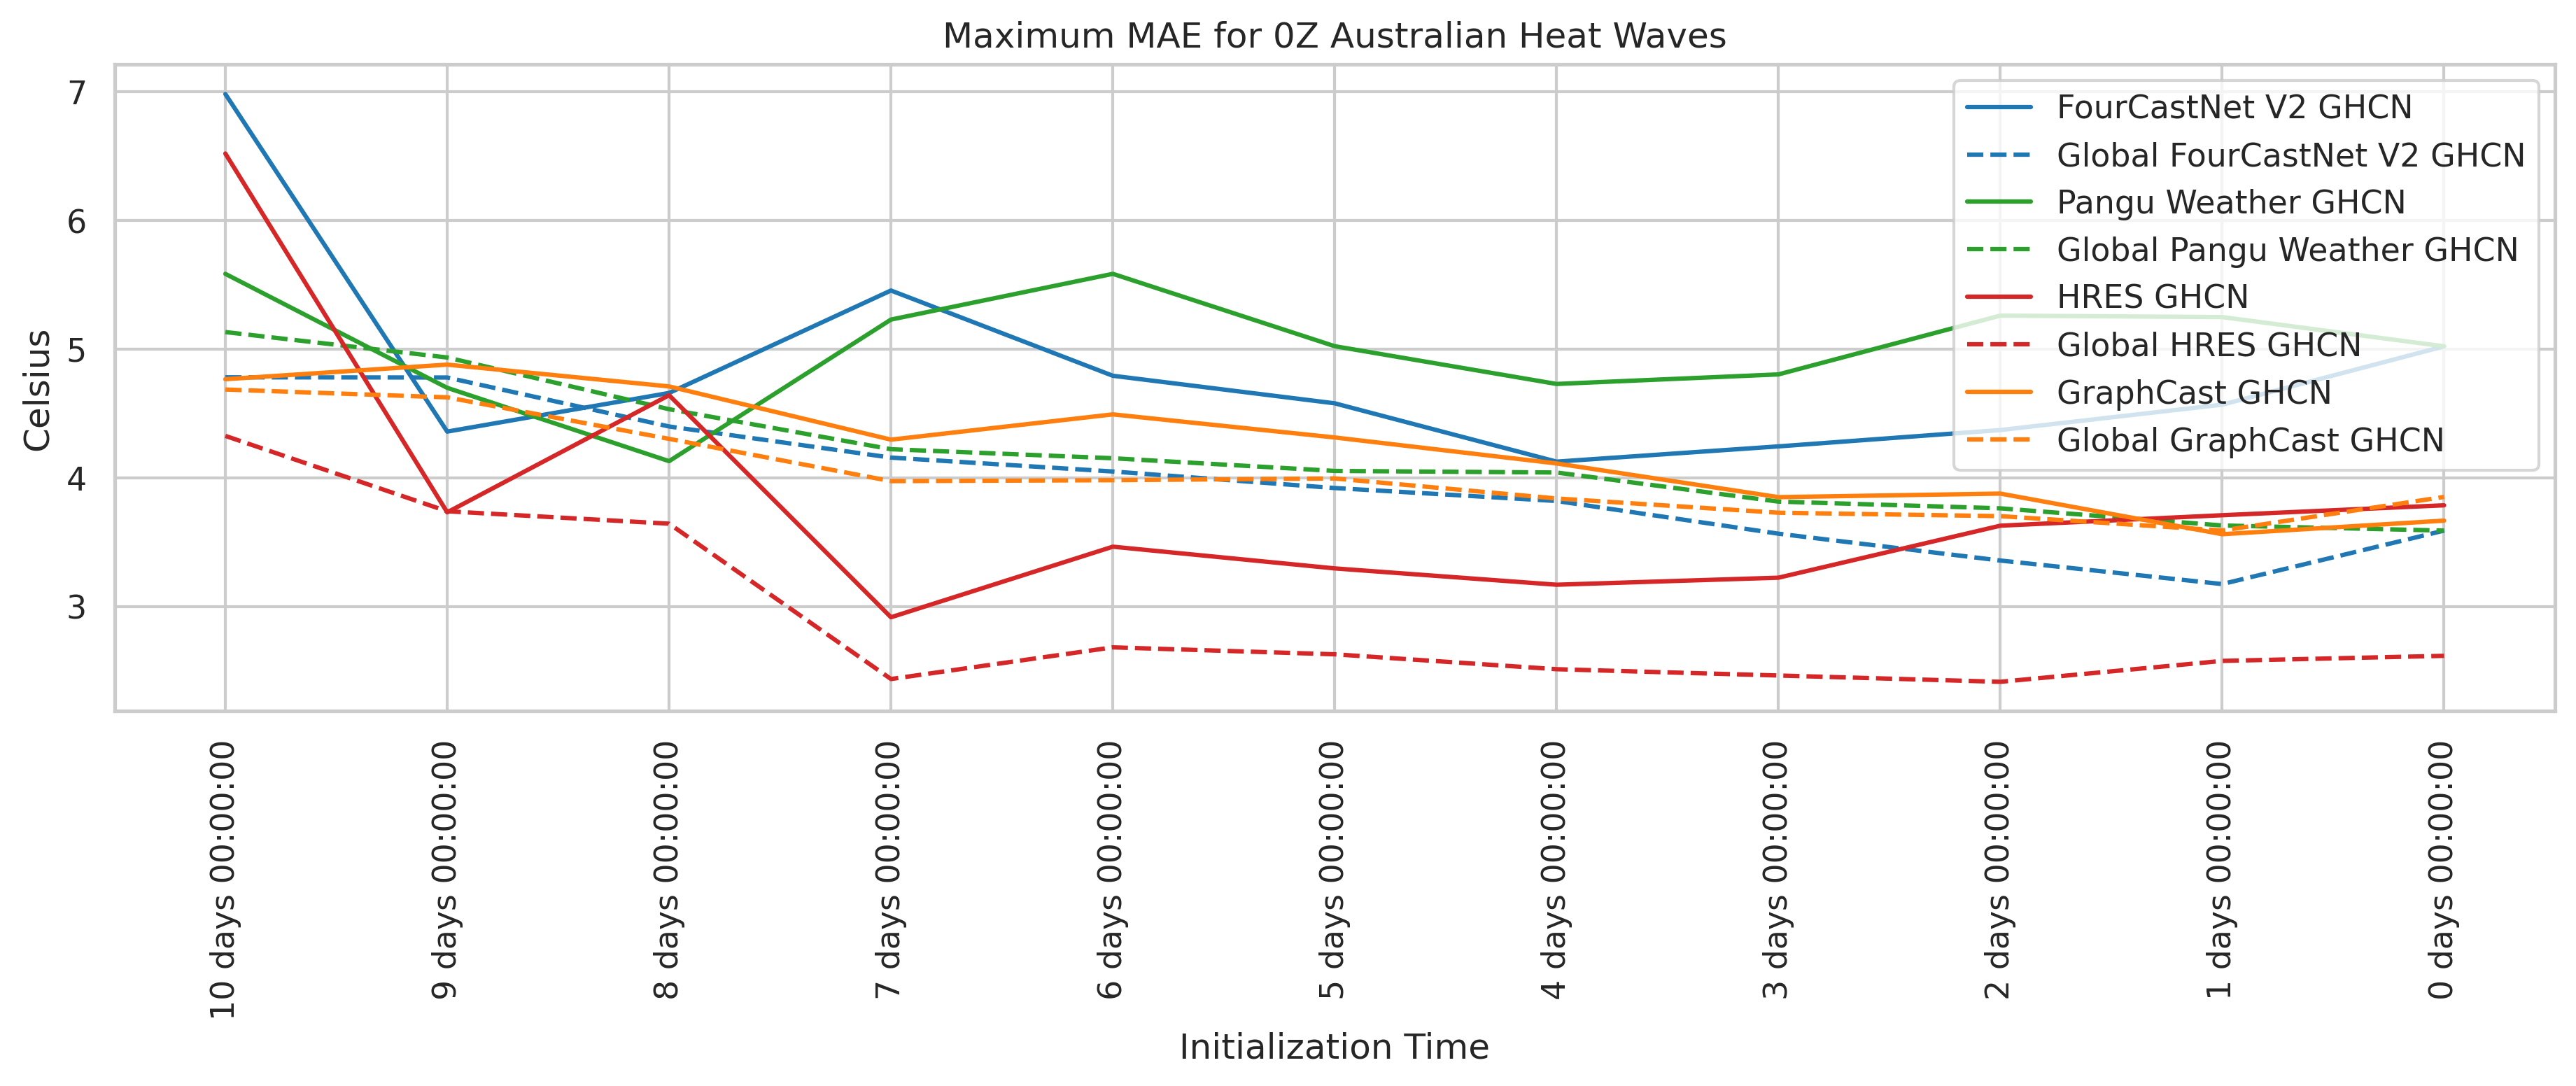 Maximum MAE for 0Z Australian Heat Waves
Celsius
7
6
5
4
3
FourCastNet V2 GHCN
Global FourCastNet V2 GHCN
Pangu Weather GHCN
Global Pangu Weather GHCN
HRES GHCN
Global HRES GHCN
GraphCast GHCN
Global GraphCast GHCN
10 days 00:00:00
9 days 00:00:00
8 days 00:00:00
7 days 00:00:00
6 days 00:00:00
5 days 00:00:00
4 days 00:00:00
3 days 00:00:00
2 days 00:00:00
1 days 00:00:00
0 days 00:00:00
Initialization Time